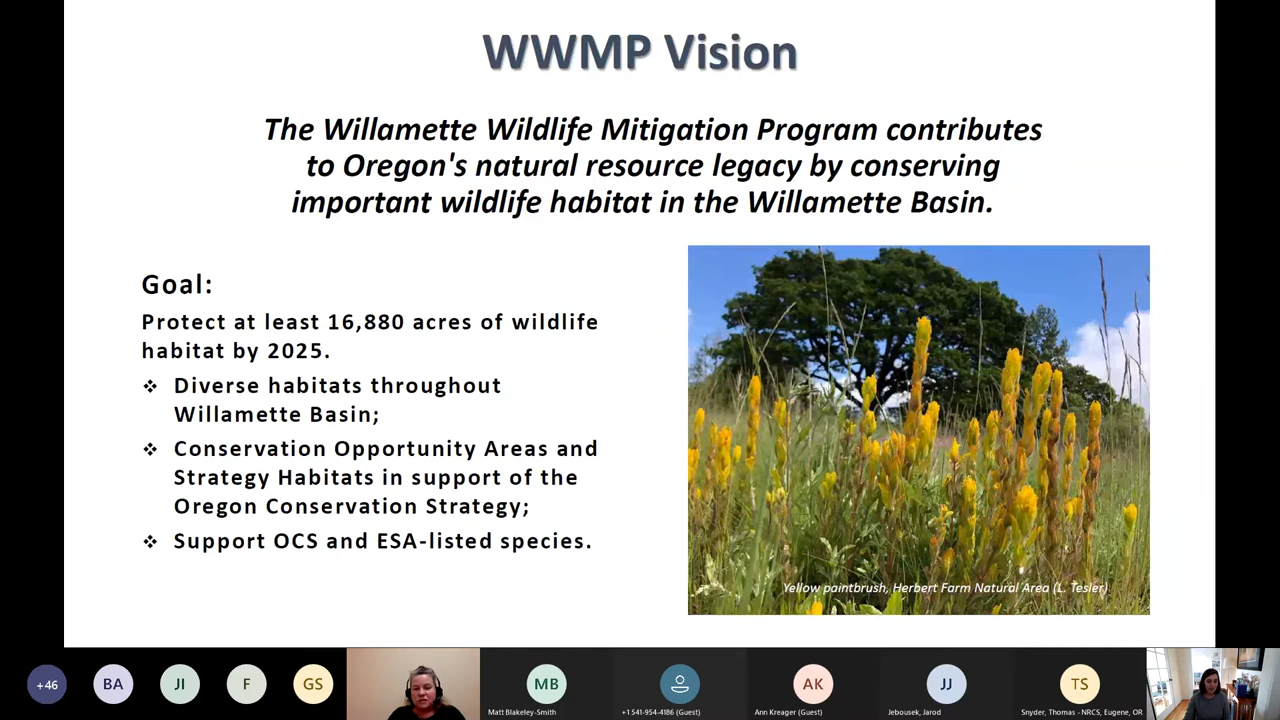 WWMP Vision
The Willamette Wildlife Mitigation Program contributes
to Oregon's natural resource legacy by conserving
important wildlife habitat in the Willamette Basin.
Goal:
Protect at least 16,880 acres of wildlife
habitat by 2025.
❖ Diverse habitats throughout
Willamette Basin;
❖ Conservation Opportunity Areas and
Strategy Habitats in support of the
Oregon Conservation Strategy;
❖ Support OCS and ESA-listed species.
Yellow paintbrush, Herbert Farm Natural Area (L. Tesler)
+46
BA
JI
F
GS
MB
AK
JJ
TS
Matt Blakeley-Smith
+1 541-954-4186 (Guest)
Ann Kreager (Guest)
Jebousek, Jarod
Snyder, Thomas - NRCS, Eugene, OR